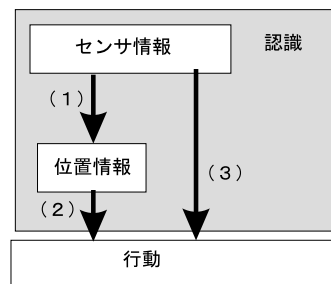 センサ情報
認識
（１）
位置情報
（３）
（２）
行動